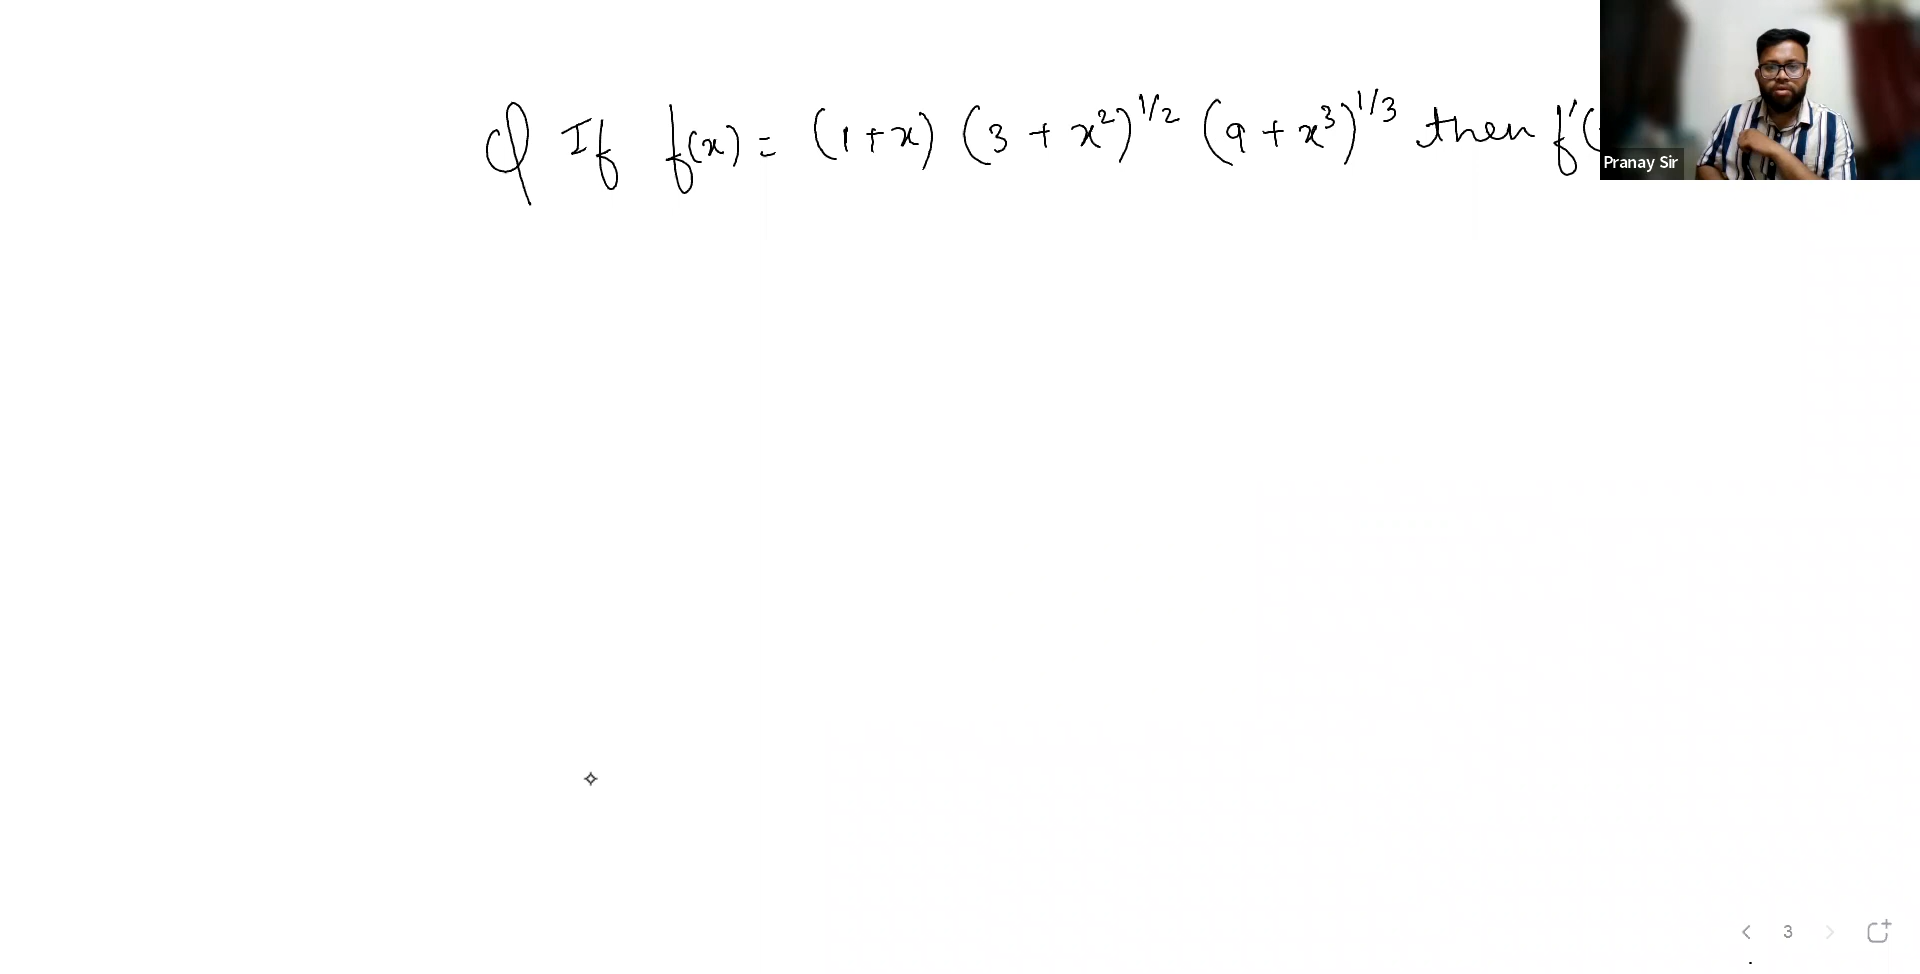 Q If f(x) = (1+x) (3 + x²)^1/2 (9 + x³)^1/3 then f'(
Pranay Sir
3